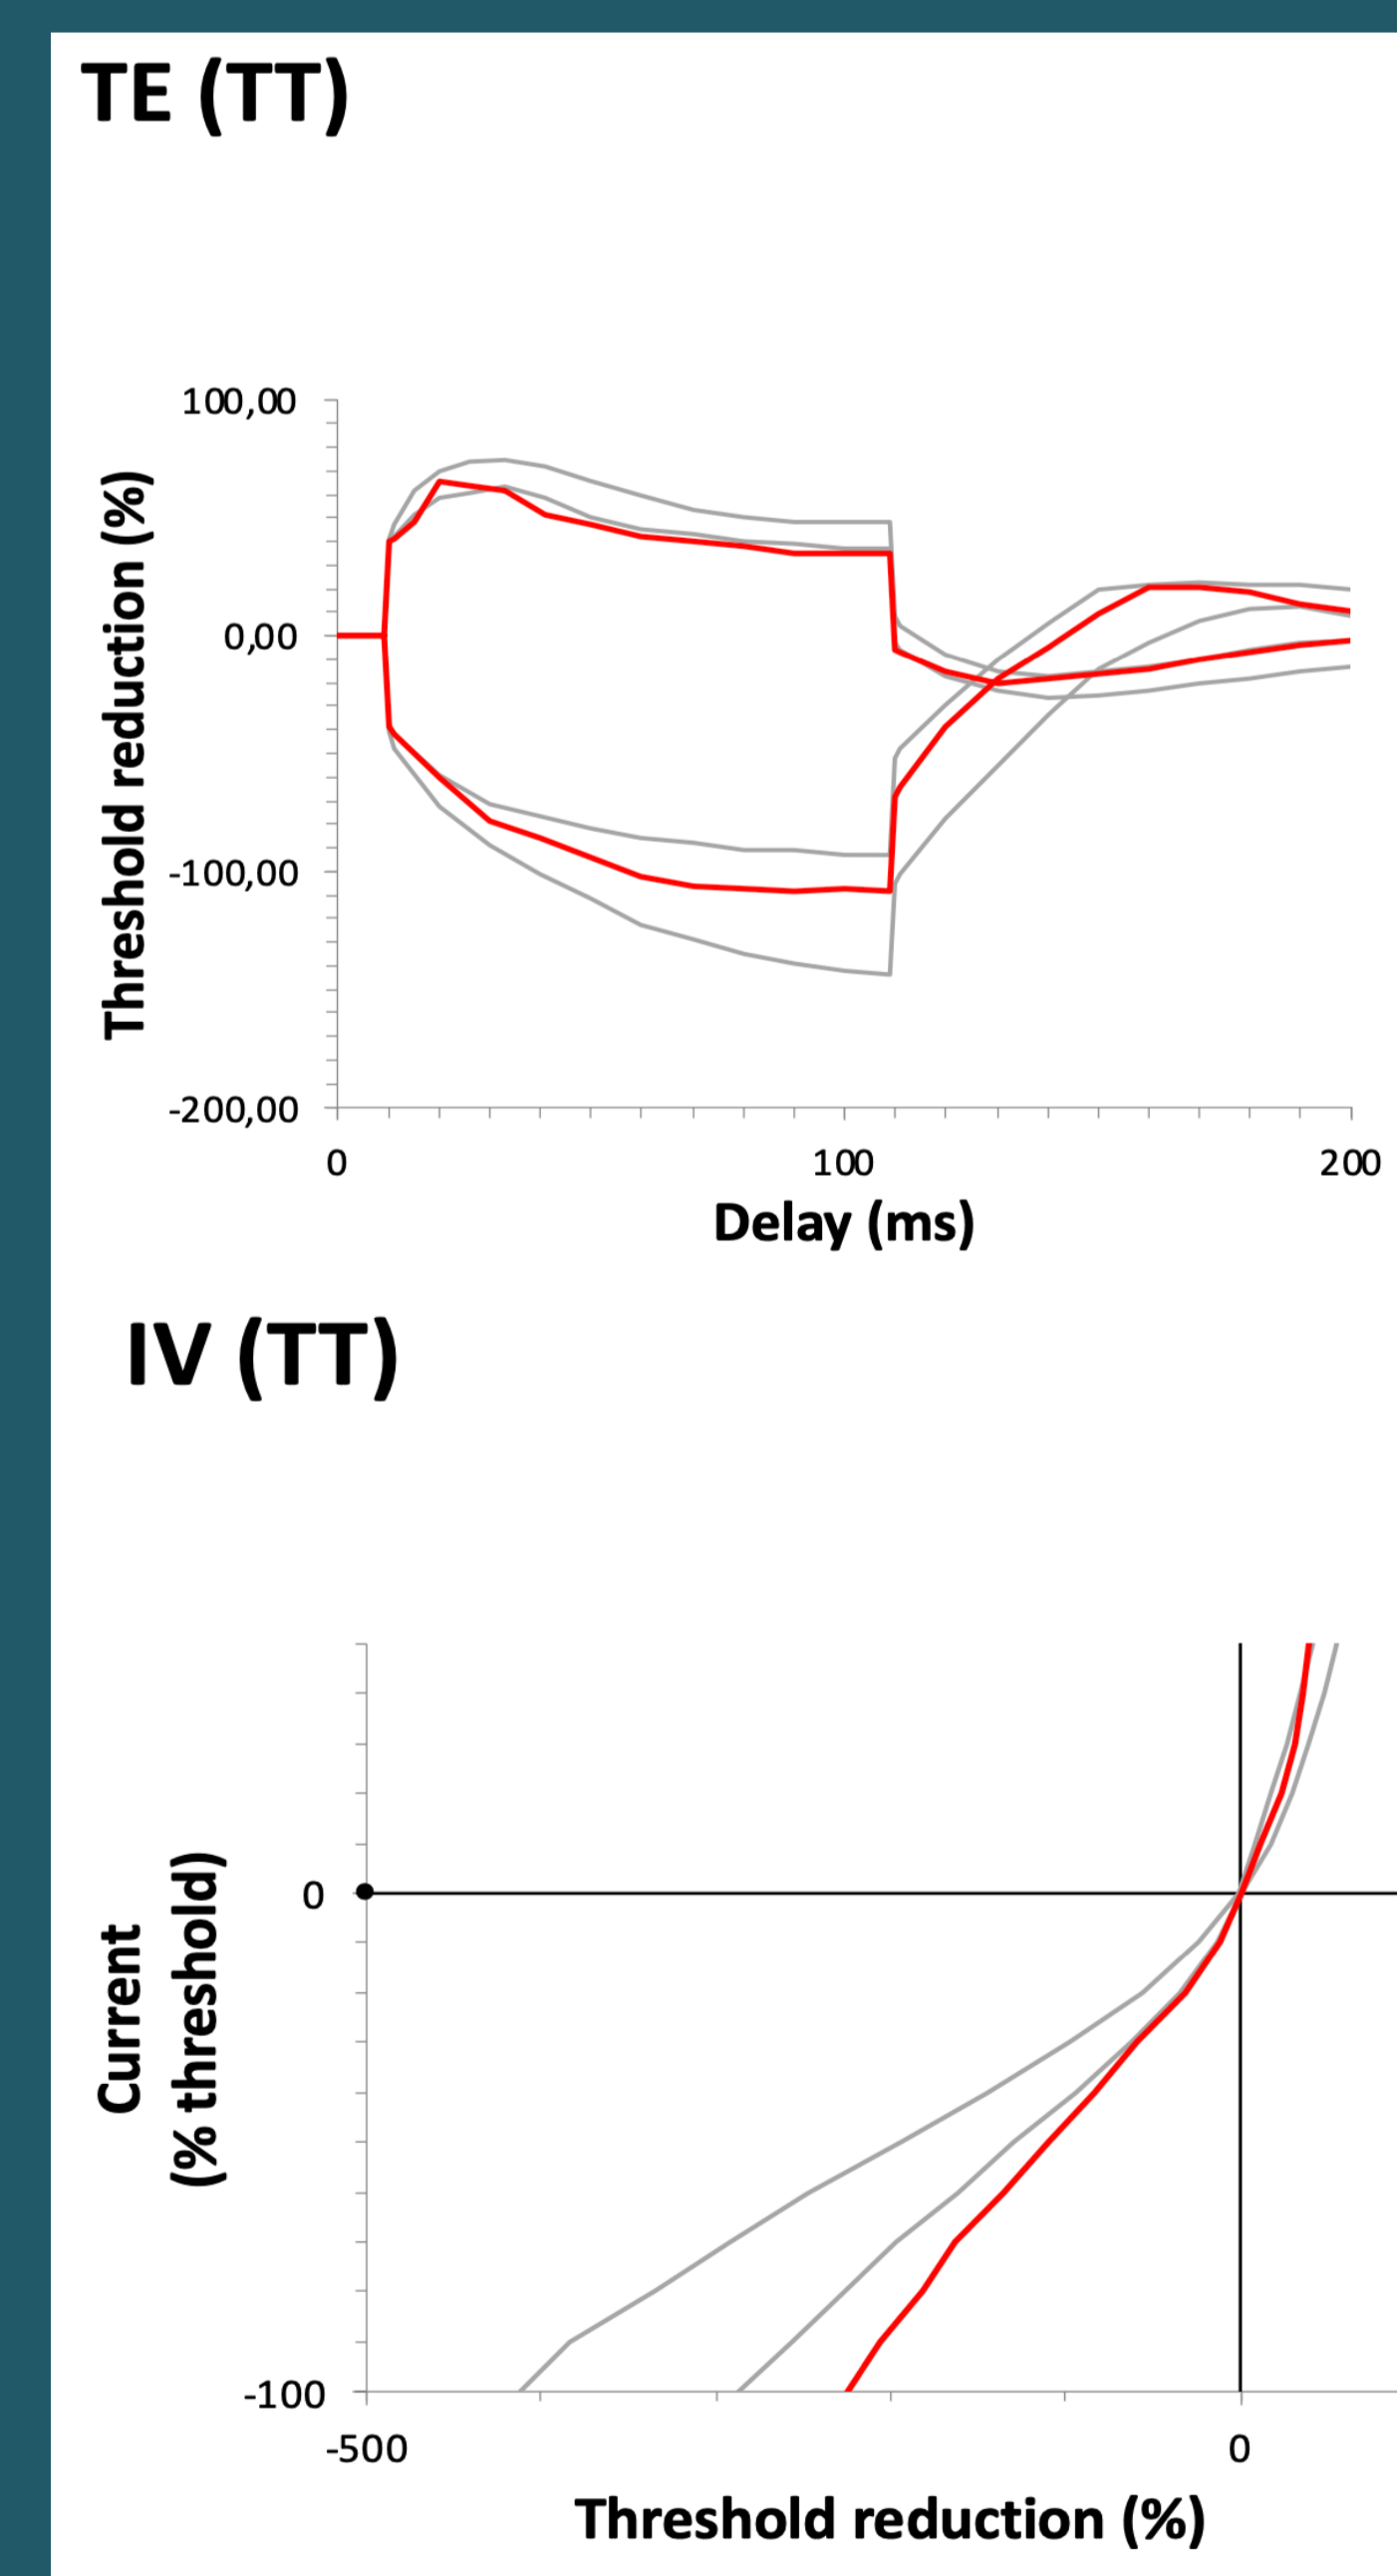 TE (TT)
Threshold reduction (%)
100,00
0,00
-100,00
-200,00
0
100
200
Delay (ms)
IV (TT)
Current
(% threshold)
0
-100
-500
0
Threshold reduction (%)